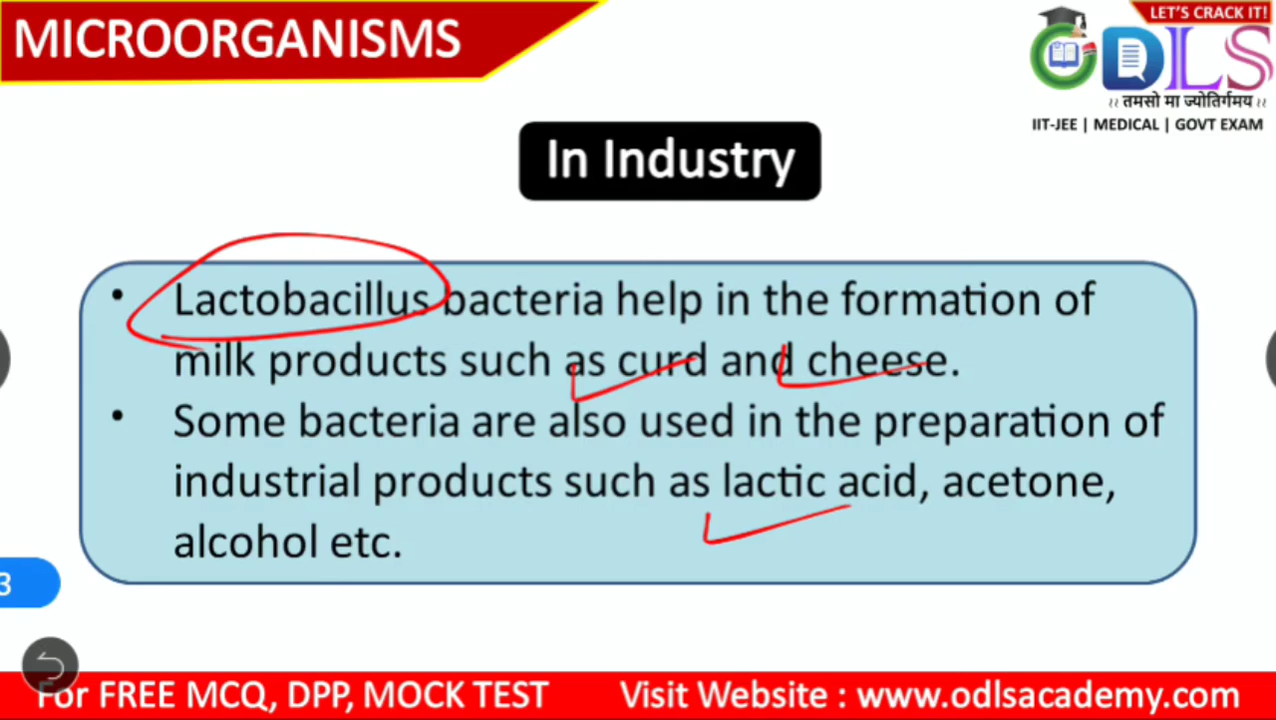 MICROORGANISMS
LET'S CRACK IT!
ODLS
।। तमसो मा ज्योतिर्गमय ।।
IIT-JEE | MEDICAL | GOVT EXAM
In Industry
• Lactobacillus bacteria help in the formation of
milk products such as curd and cheese.
• Some bacteria are also used in the preparation of
industrial products such as lactic acid, acetone,
alcohol etc.
3
For FREE MCQ, DPP, MOCK TEST Visit Website : www.odlsacademy.com